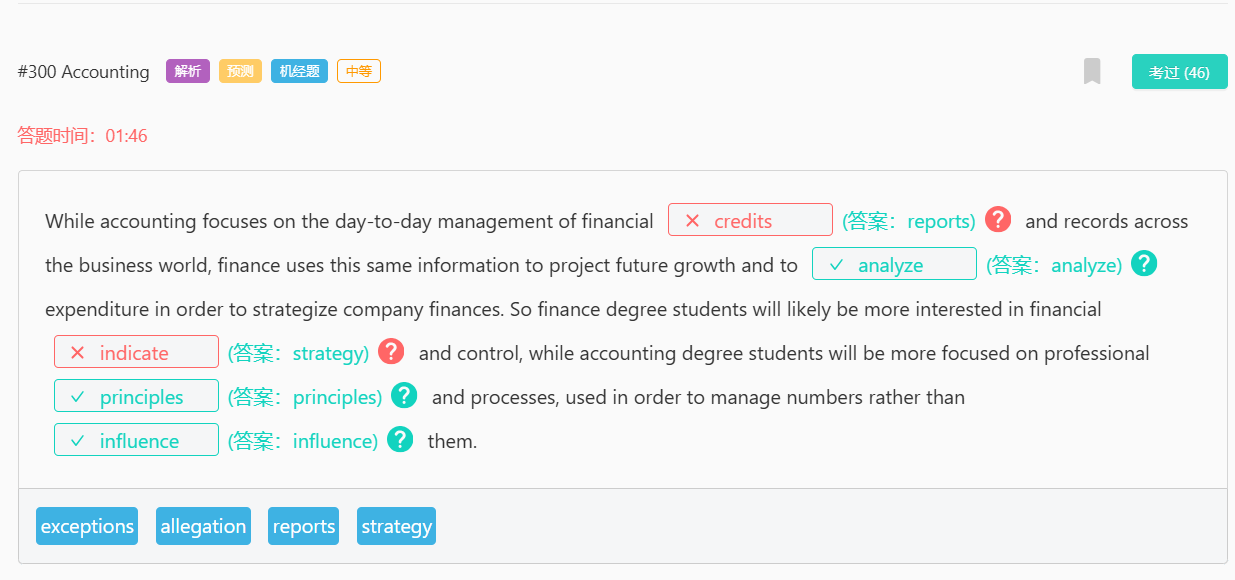 #300 Accounting 解析 预测 机经题 中等 考过 (46)
答题时间：01:46
While accounting focuses on the day-to-day management of financial × credits (答案：reports) ? and records across
the business world, finance uses this same information to project future growth and to ✓ analyze (答案：analyze) ?
expenditure in order to strategize company finances. So finance degree students will likely be more interested in financial
× indicate (答案：strategy) ? and control, while accounting degree students will be more focused on professional
✓ principles (答案：principles) ? and processes, used in order to manage numbers rather than
✓ influence (答案：influence) ? them.
exceptions allegation reports strategy